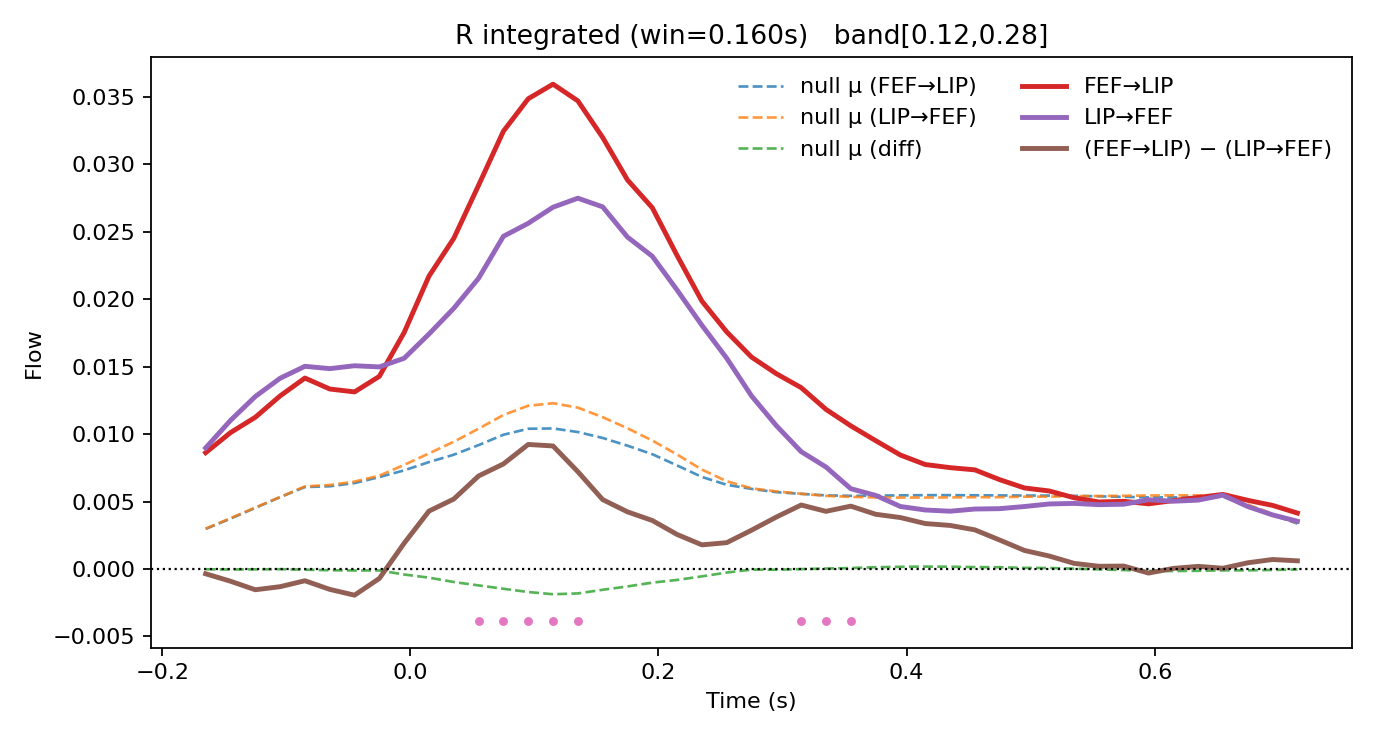 R integrated (win=0.160s)   band[0.12,0.28]
null μ (FEF→LIP)
null μ (LIP→FEF)
null μ (diff)
FEF→LIP
LIP→FEF
(FEF→LIP) − (LIP→FEF)
Flow
0.035
0.030
0.025
0.020
0.015
0.010
0.005
0.000
−0.005
−0.2
0.0
0.2
0.4
0.6
Time (s)